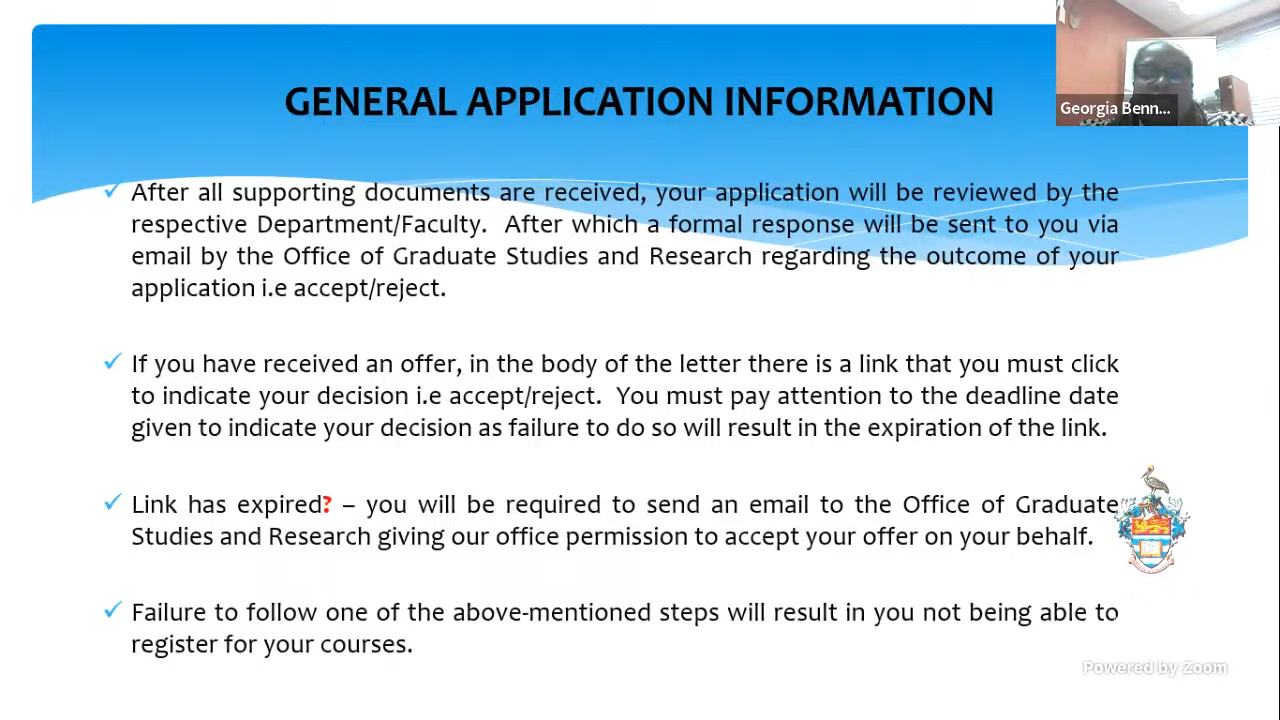 GENERAL APPLICATION INFORMATION
Georgia Benn...
✓ After all supporting documents are received, your application will be reviewed by the
respective Department/Faculty. After which a formal response will be sent to you via
email by the Office of Graduate Studies and Research regarding the outcome of your
application i.e accept/reject.
✓ If you have received an offer, in the body of the letter there is a link that you must click
to indicate your decision i.e accept/reject. You must pay attention to the deadline date
given to indicate your decision as failure to do so will result in the expiration of the link.
✓ Link has expired? – you will be required to send an email to the Office of Graduate
Studies and Research giving our office permission to accept your offer on your behalf.
✓ Failure to follow one of the above-mentioned steps will result in you not being able to
register for your courses.
Powered by Zoom